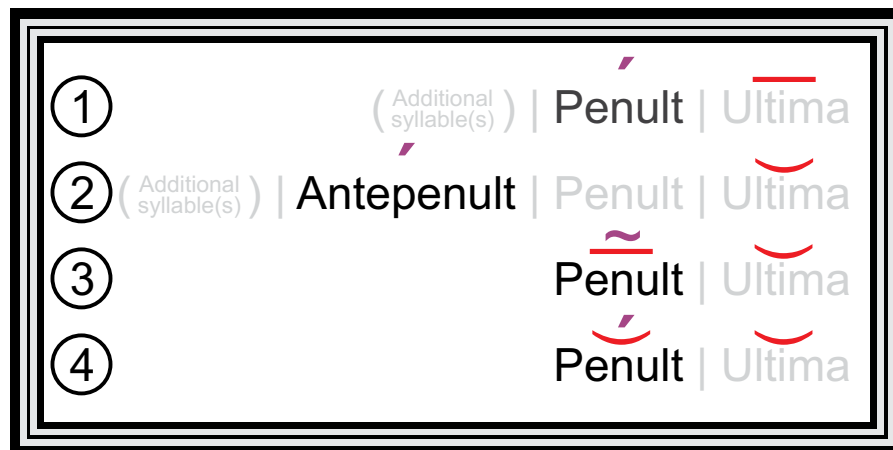 1 (Additional syllable(s)) | Penult | Ultima
2 (Additional syllable(s)) | Antepenult | Penult | Ultima
3 Penult | Ultima
4 Penult | Ultima